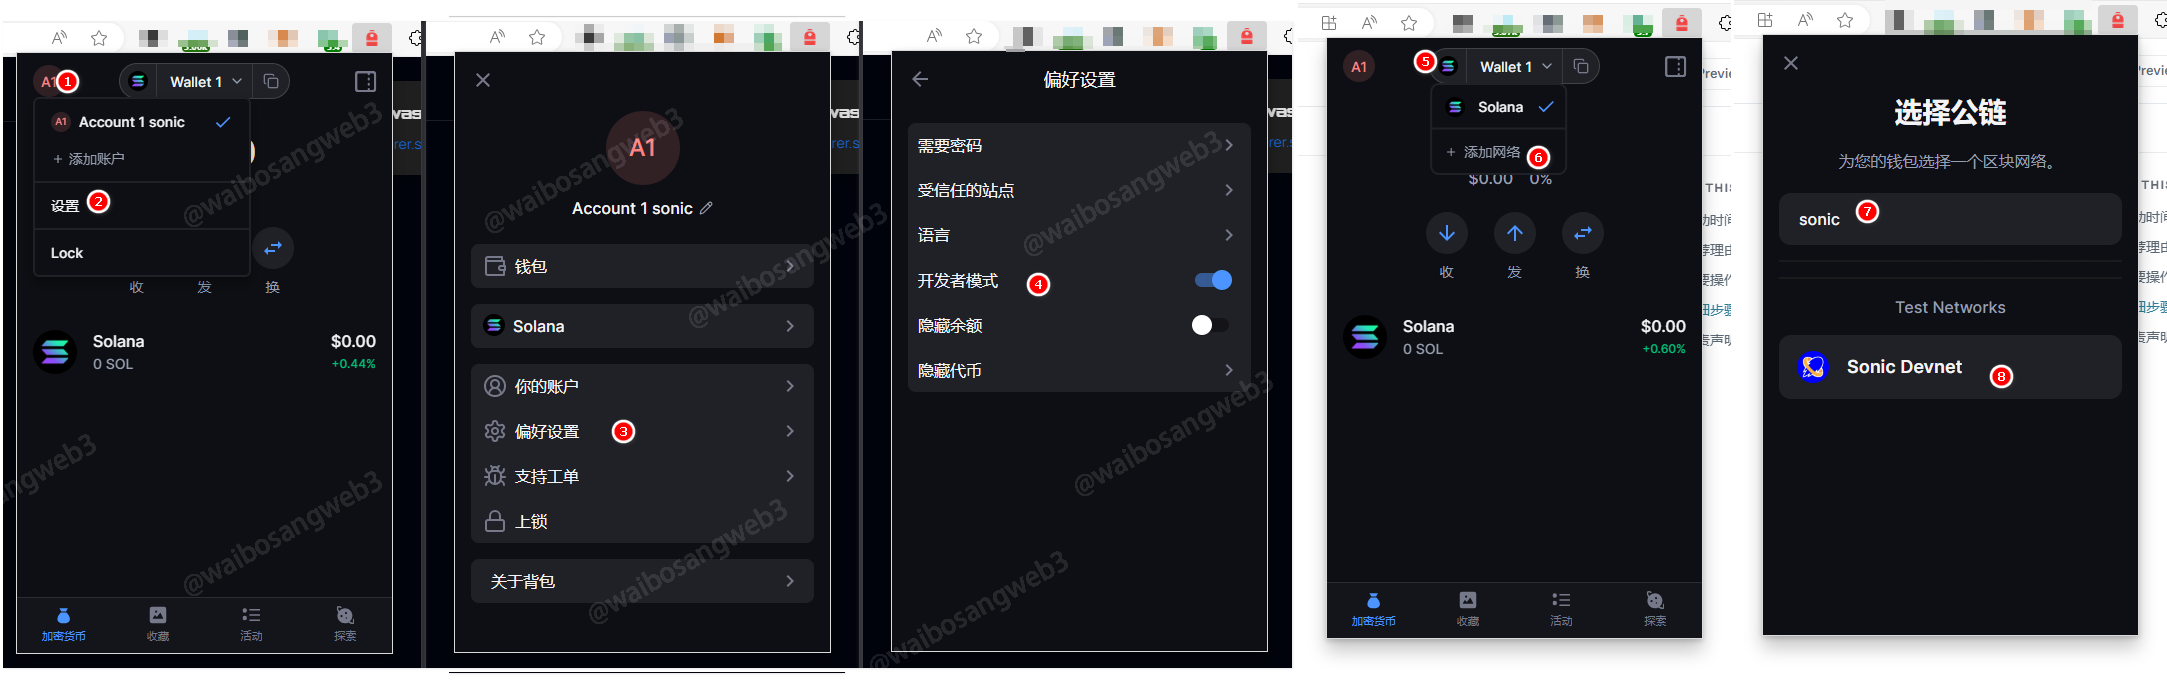 A1
1
Wallet 1
A1 Account 1 sonic
+ 添加账户
设置 2
Lock
收 发 换
Solana $0.00
0 SOL +0.44%
加密货币 收藏 活动 探索
@waibosangweb3
@waibosangweb3
A1
Account 1 sonic
钱包
Solana
你的账户
偏好设置 3
支持工单
上锁
关于背包
@waibosangweb3
@waibosangweb3
@waibosangweb3
偏好设置
需要密码
受信任的站点
语言
开发者模式 4
隐藏余额
隐藏代币
@waibosangweb3
@waibosangweb3
@waibosangweb3
A1 5 Wallet 1
Solana
+ 添加网络 6
$0.00 0%
收 发 换
Solana $0.00
0 SOL +0.60%
加密货币 收藏 活动 探索
选择公链
为您的钱包选择一个区块网络。
sonic 7
Test Networks
Sonic Devnet 8